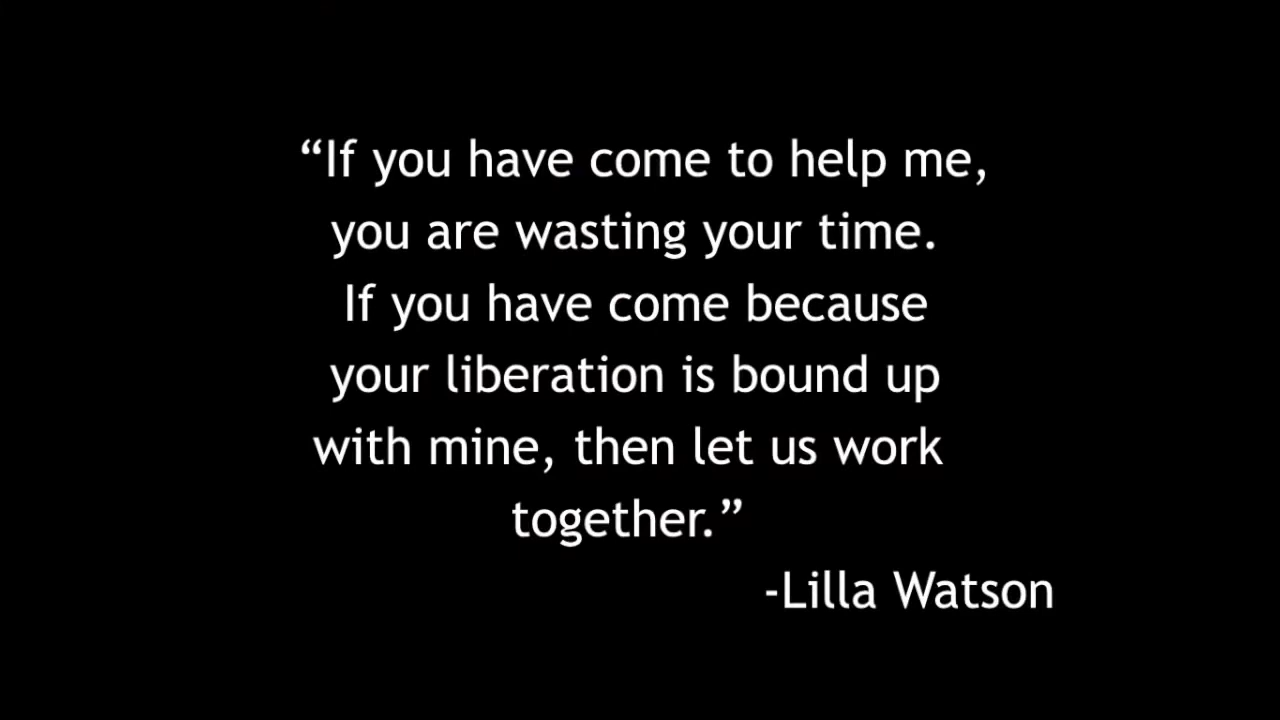 “If you have come to help me,
you are wasting your time.
If you have come because
your liberation is bound up
with mine, then let us work
together.”
-Lilla Watson